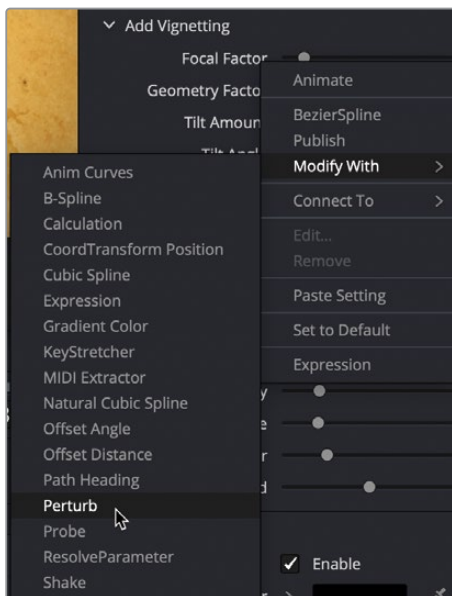 Add Vignetting
Focal Factor
Geometry Facto
Tilt Amoun
Animate
BezierSpline
Publish
Modify With
Connect To
Edit...
Remove
Paste Setting
Set to Default
Expression
Anim Curves
B-Spline
Calculation
CoordTransform Position
Cubic Spline
Expression
Gradient Color
KeyStretcher
MIDI Extractor
Natural Cubic Spline
Offset Angle
Offset Distance
Path Heading
Perturb
Probe
ResolveParameter
Shake
y
e
r
d
Enable